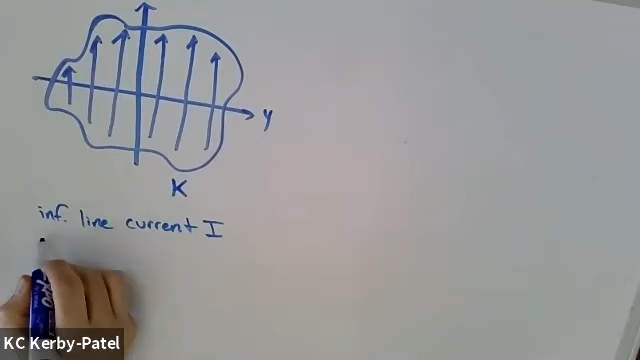 y
K
inf. line current I
KC Kerby-Patel